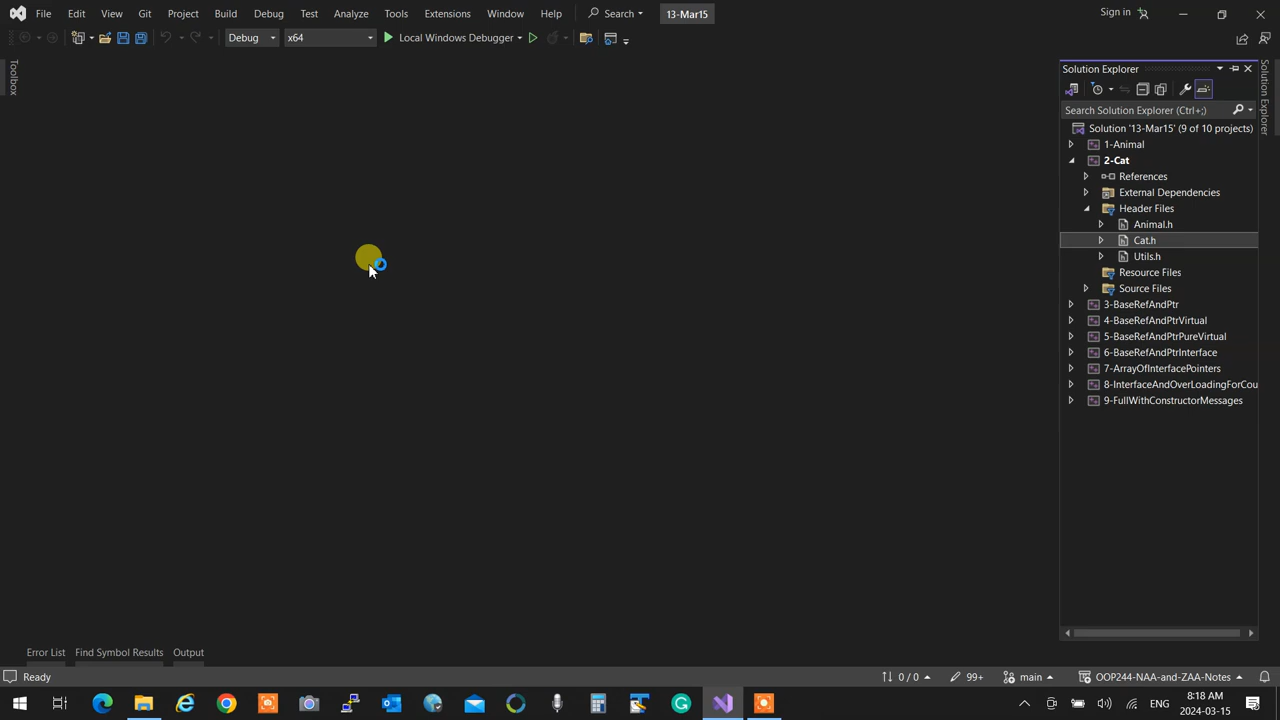 File Edit View Git Project Build Debug Test Analyze Tools Extensions Window Help Search 13-Mar15 Sign in
Debug x64 Local Windows Debugger
Toolbox
Solution Explorer
Solution Explorer
Search Solution Explorer (Ctrl+;)
Solution '13-Mar15' (9 of 10 projects)
1-Animal
2-Cat
References
External Dependencies
Header Files
Animal.h
Cat.h
Utils.h
Resource Files
Source Files
3-BaseRefAndPtr
4-BaseRefAndPtrVirtual
5-BaseRefAndPtrPureVirtual
6-BaseRefAndPtrInterface
7-ArrayOfInterfacePointers
8-InterfaceAndOverLoadingForCou
9-FullWithConstructorMessages
Error List Find Symbol Results Output
Ready 0 / 0 99+ main OOP244-NAA-and-ZAA-Notes
ENG 8:18 AM
2024-03-15